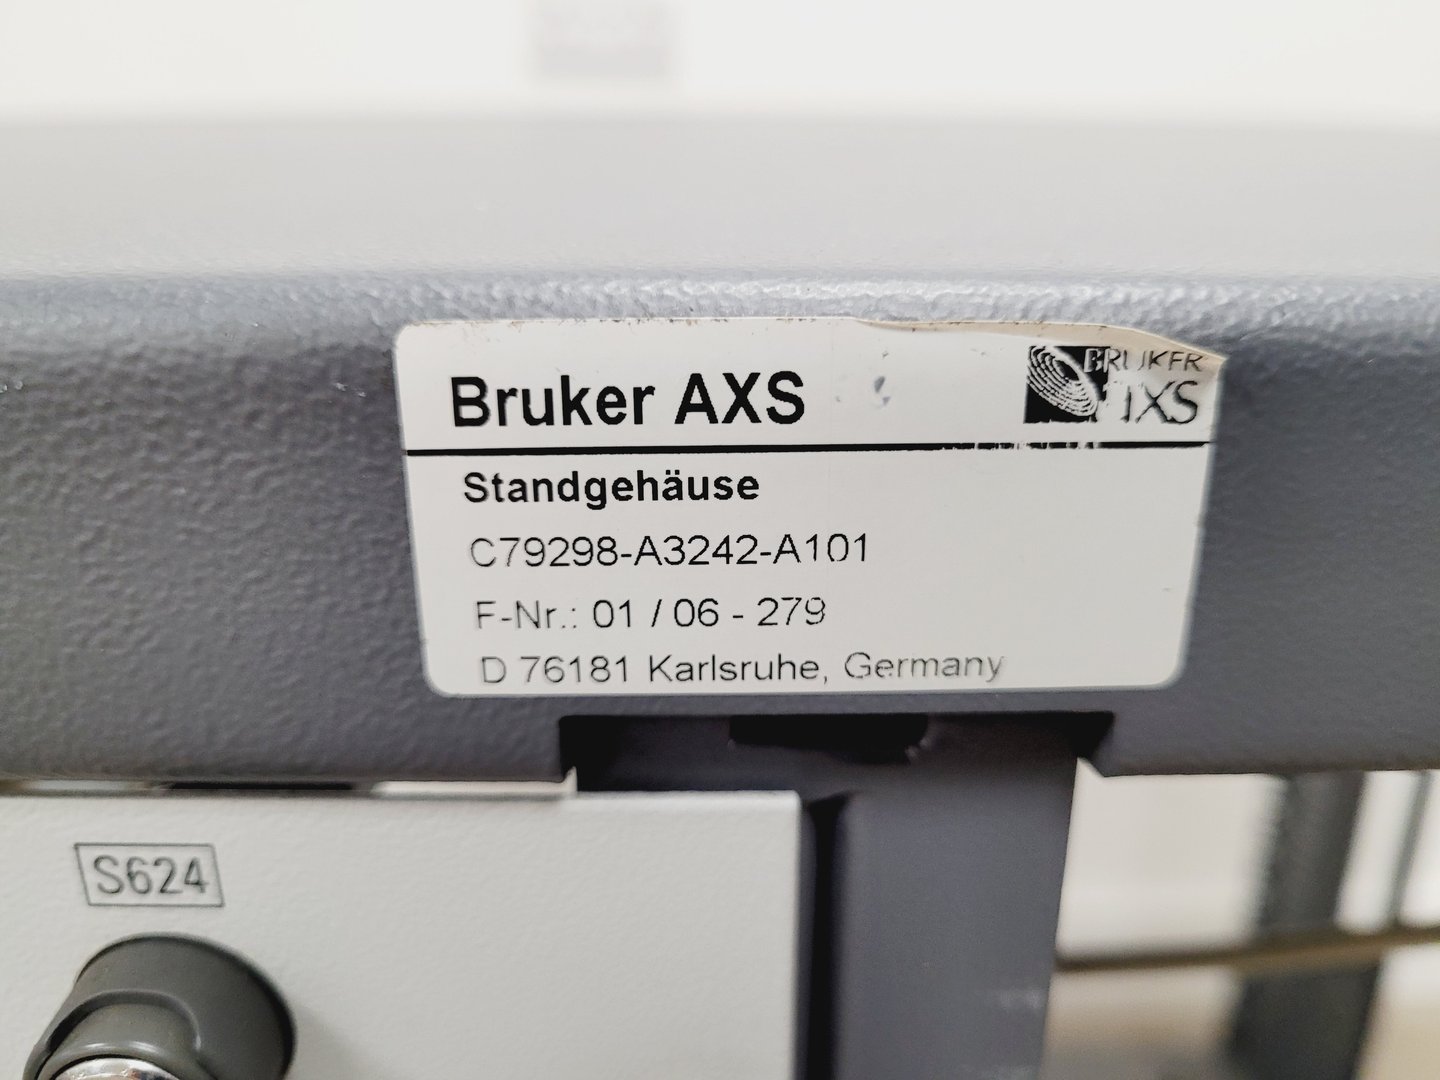 Bruker AXS
BRUKER
AXS
Standgehäuse
C79298-A3242-A101
F-Nr.: 01 / 06 - 279
D 76181 Karlsruhe, Germany
S624